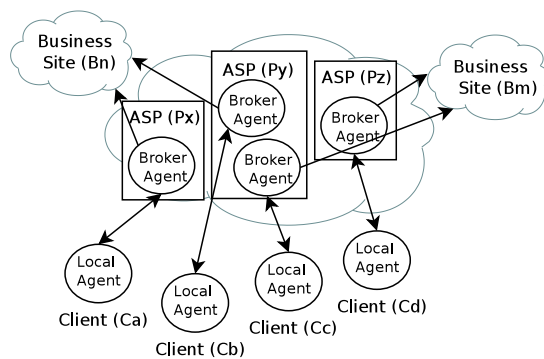 Business
Site (Bn)
ASP (Py)
Broker
Agent
Broker
Agent
ASP (Px)
Broker
Agent
ASP (Pz)
Broker
Agent
Business
Site (Bm)
Local
Agent
Client (Ca)
Local
Agent
Client (Cb)
Local
Agent
Client (Cc)
Local
Agent
Client (Cd)